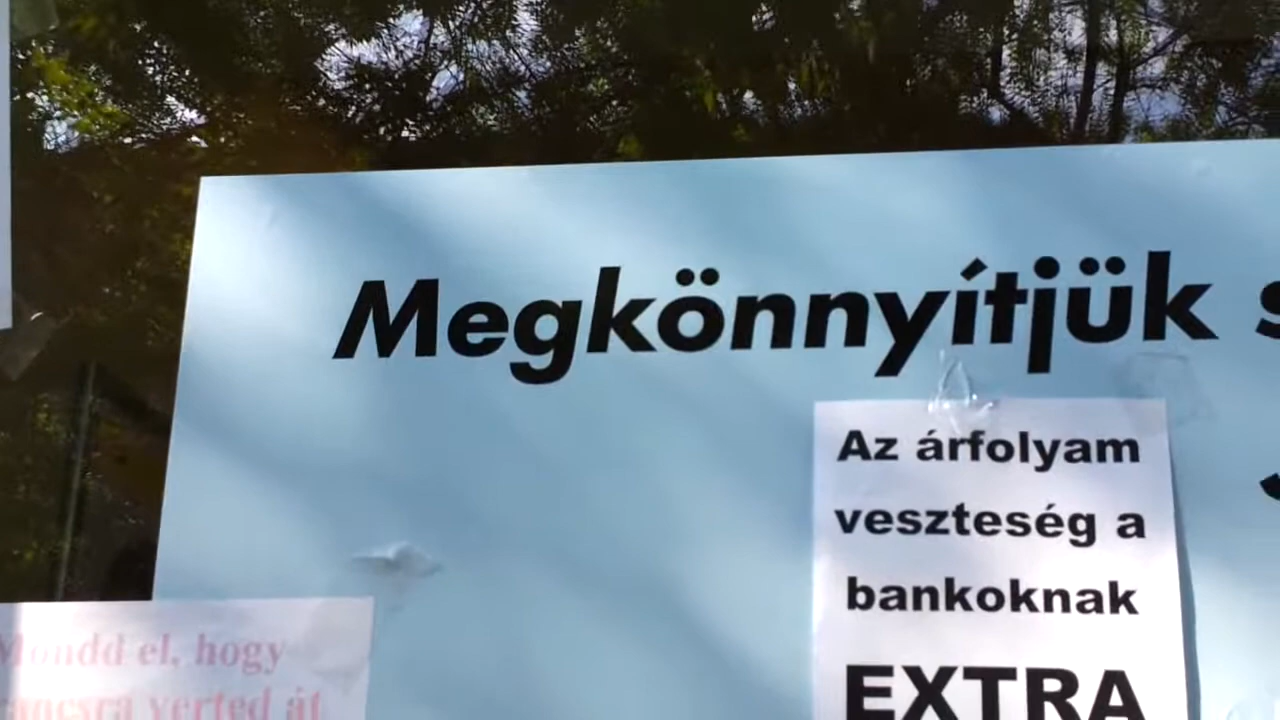 Megkönnyítjük
Az árfolyam
veszteség a
bankoknak
EXTRA
Mondd el, hogy
verted át